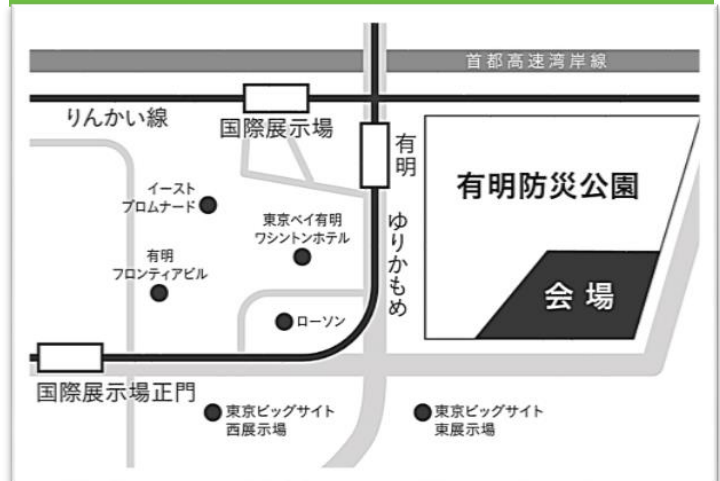 首都高速湾岸線
りんかい線
国際展示場
有明
有明防災公園
イースト
プロムナード
東京ベイ有明
ワシントンホテル
ゆりかもめ
有明
フロンティアビル
会場
ローソン
国際展示場正門
東京ビッグサイト
西展示場
東京ビッグサイト
東展示場